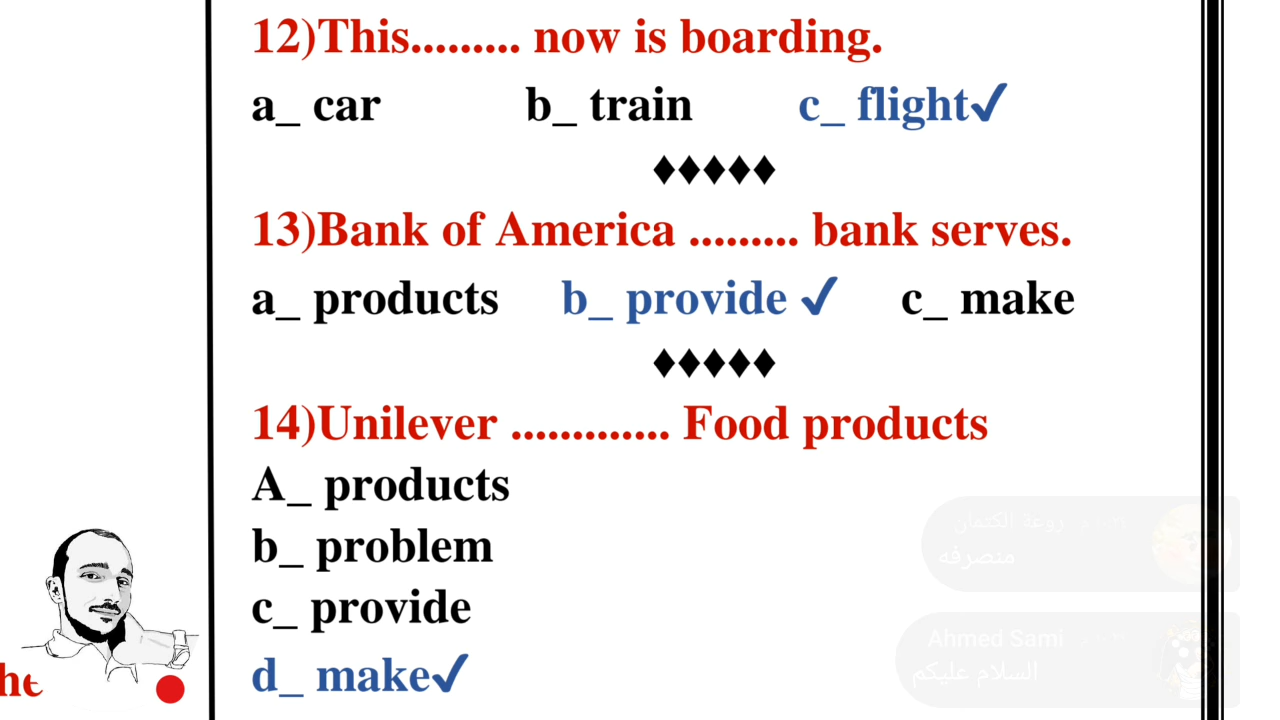 12)This......... now is boarding.
a_ car b_ train c_ flight✓
♦♦♦♦♦
13)Bank of America ......... bank serves.
a_ products b_ provide ✓ c_ make
♦♦♦♦♦
14)Unilever ............. Food products
A_ products
b_ problem
c_ provide
d_ make✓
روعة الكتمان
منصرفه
Ahmed Sami
السلام عليكم